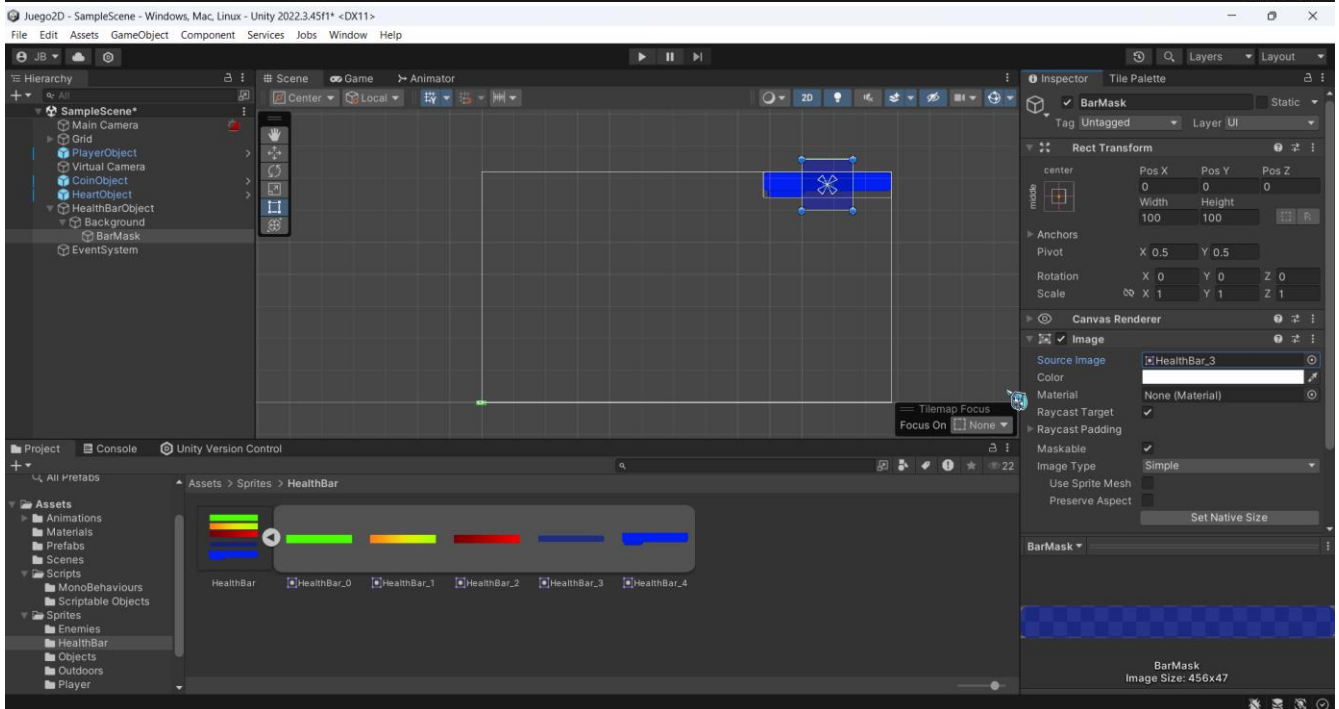 Juego2D - SampleScene - Windows, Mac, Linux - Unity 2022.3.45f1* <DX11>
File Edit Assets GameObject Component Services Jobs Window Help
JB Layers Layout
Hierarchy
All
SampleScene*
Main Camera
Grid
PlayerObject
Virtual Camera
CoinObject
HeartObject
HealthBarObject
Background
BarMask
EventSystem
Scene Game Animator
Center Local 2D
Tilemap Focus
Focus On None
Inspector Tile Palette
BarMask Static
Tag Untagged Layer UI
Rect Transform
center Pos X Pos Y Pos Z
middle
0 0 0
Width Height
100 100 R
Anchors
Pivot X 0.5 Y 0.5
Rotation X 0 Y 0 Z 0
Scale X 1 Y 1 Z 1
Canvas Renderer
Image
Source Image HealthBar_3
Color
Material None (Material)
Raycast Target
Raycast Padding
Maskable
Image Type Simple
Use Sprite Mesh
Preserve Aspect
Set Native Size
BarMask
BarMask
Image Size: 456x47
Project Console Unity Version Control
22
All Prefabs
Assets
Animations
Materials
Prefabs
Scenes
Scripts
MonoBehaviours
Scriptable Objects
Sprites
Enemies
HealthBar
Objects
Outdoors
Player
Assets > Sprites > HealthBar
HealthBar HealthBar_0 HealthBar_1 HealthBar_2 HealthBar_3 HealthBar_4